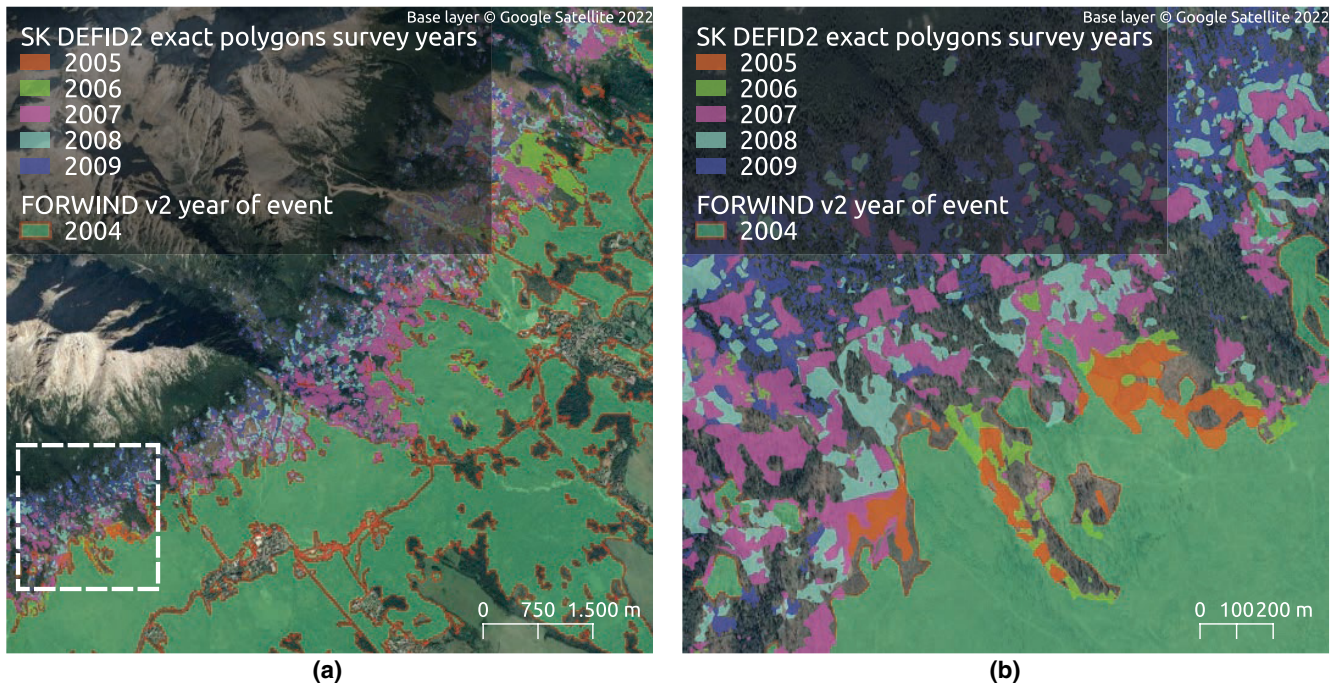 Base layer © Google Satellite 2022
SK DEFID2 exact polygons survey years
2005
2006
2007
2008
2009
FORWIND v2 year of event
2004
0 750 1.500 m
(a)
Base layer © Google Satellite 2022
SK DEFID2 exact polygons survey years
2005
2006
2007
2008
2009
FORWIND v2 year of event
2004
0 100 200 m
(b)